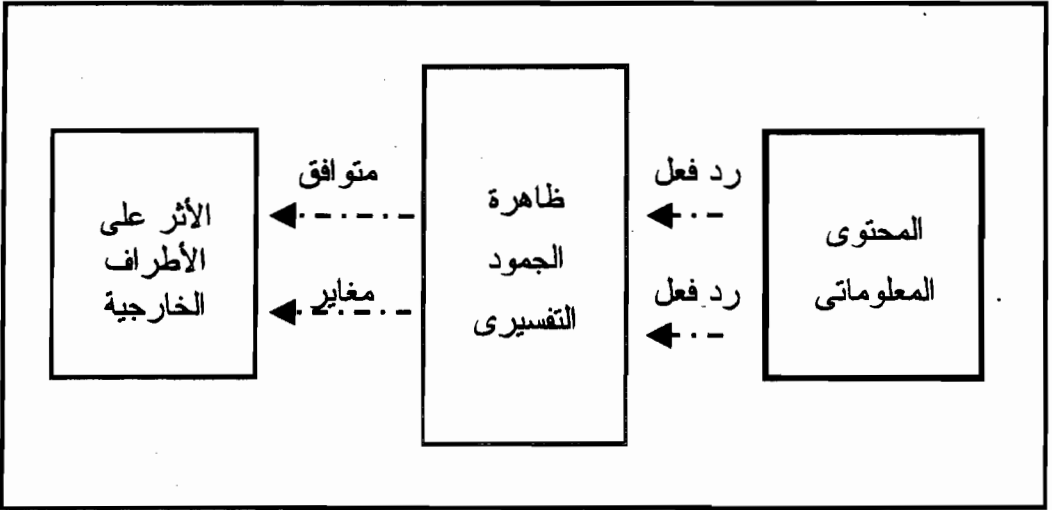 المحتوى
المعلوماتى
رد فعل
رد فعل
ظاهرة
الجمود
التفسيرى
متوافق
مغاير
الأثر على
الأطراف
الخارجية